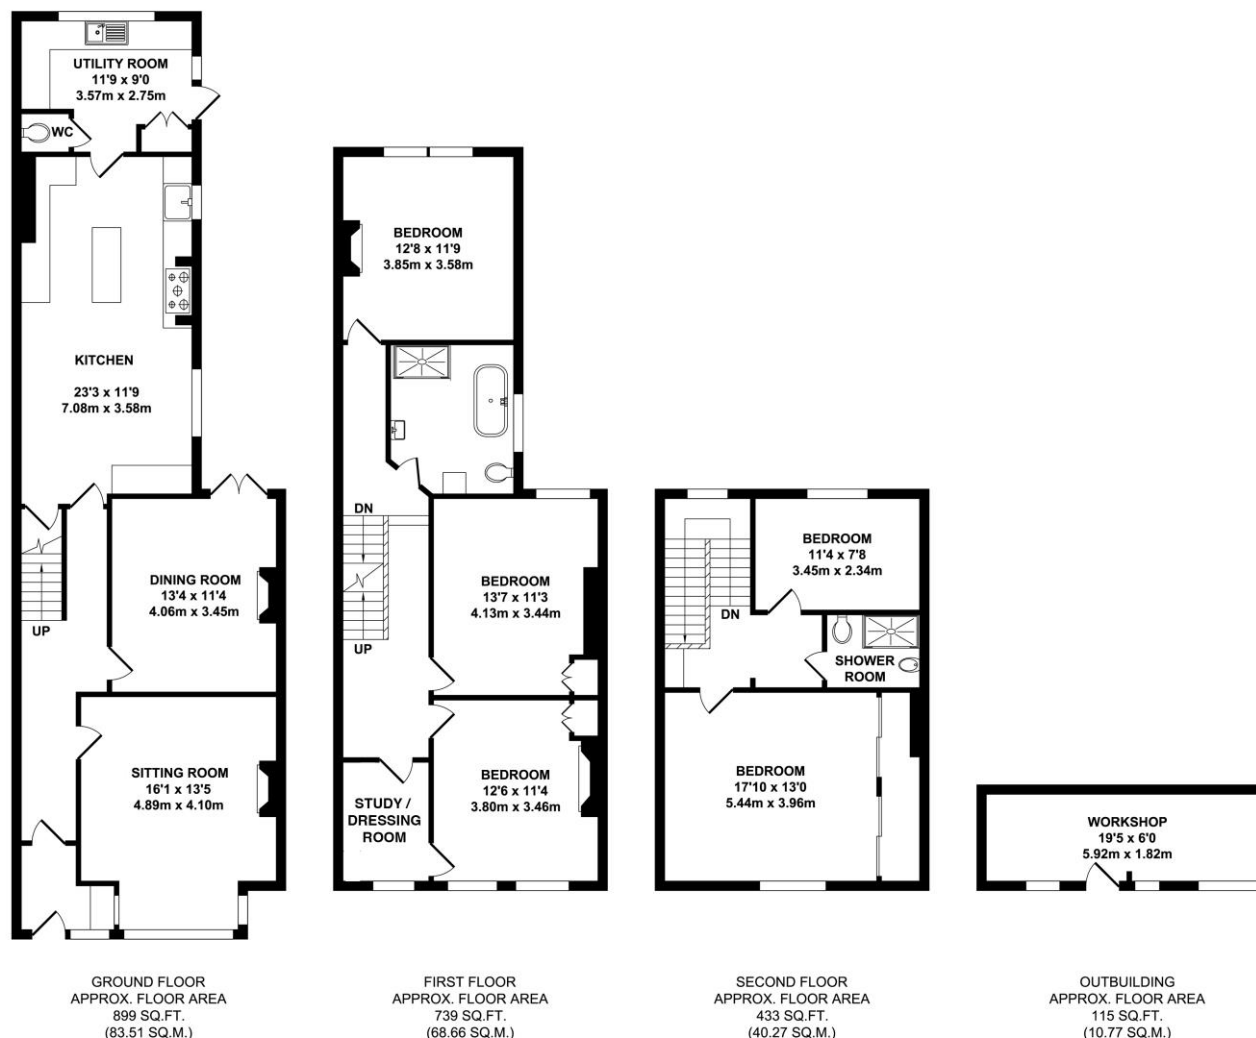 UTILITY ROOM
11'9 x 9'0
3.57m x 2.75m
WC
KITCHEN
23'3 x 11'9
7.08m x 3.58m
DINING ROOM
13'4 x 11'4
4.06m x 3.45m
UP
SITTING ROOM
16'1 x 13'5
4.89m x 4.10m
GROUND FLOOR
APPROX. FLOOR AREA
899 SQ.FT.
(83.51 SQ.M.)
BEDROOM
12'8 x 11'9
3.85m x 3.58m
DN
BEDROOM
13'7 x 11'3
4.13m x 3.44m
UP
BEDROOM
12'6 x 11'4
3.80m x 3.46m
STUDY /
DRESSING
ROOM
FIRST FLOOR
APPROX. FLOOR AREA
739 SQ.FT.
(68.66 SQ.M.)
BEDROOM
11'4 x 7'8
3.45m x 2.34m
DN
SHOWER
ROOM
BEDROOM
17'10 x 13'0
5.44m x 3.96m
SECOND FLOOR
APPROX. FLOOR AREA
433 SQ.FT.
(40.27 SQ.M.)
WORKSHOP
19'5 x 6'0
5.92m x 1.82m
OUTBUILDING
APPROX. FLOOR AREA
115 SQ.FT.
(10.77 SQ.M.)